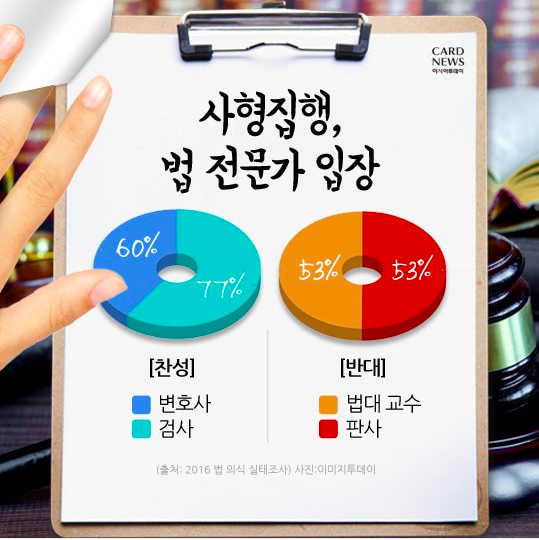 CARD
NEWS
아시아투데이
사형집행,
법 전문가 입장
60%
77%
53%
53%
[찬성]
[반대]
변호사
검사
법대 교수
판사
(출처: 2016 법 의식 실태조사) 사진:이미지투데이